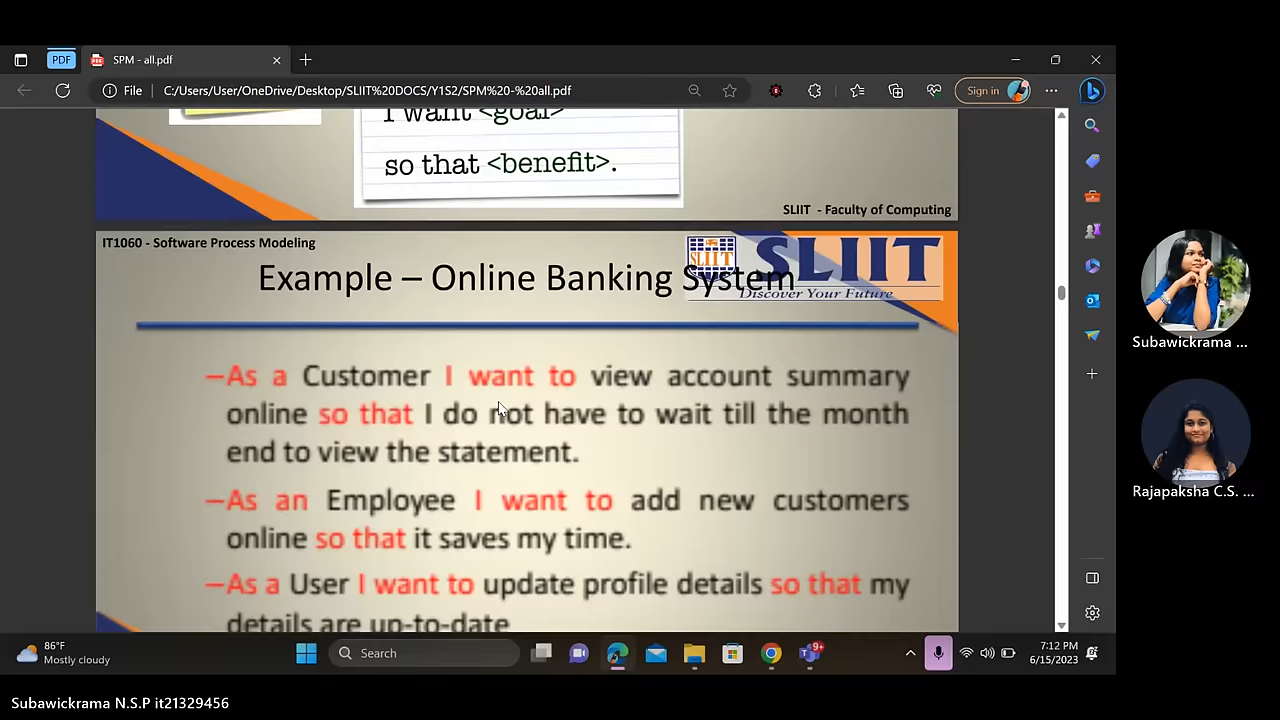 PDF
SPM - all.pdf
File
C:/Users/User/OneDrive/Desktop/SLIIT%20DOCS/Y1S2/SPM%20-%20all.pdf
Sign in
I want <goal>
so that <benefit>.
SLIIT - Faculty of Computing
IT1060 - Software Process Modeling
SLIIT
SLIIT
Discover Your Future
Example – Online Banking System
–As a Customer I want to view account summary
online so that I do not have to wait till the month
end to view the statement.
–As an Employee I want to add new customers
online so that it saves my time.
–As a User I want to update profile details so that my
details are up-to-date
Subawickrama ...
Rajapaksha C.S. ...
86°F
Mostly cloudy
Search
9+
7:12 PM
6/15/2023
Subawickrama N.S.P it21329456